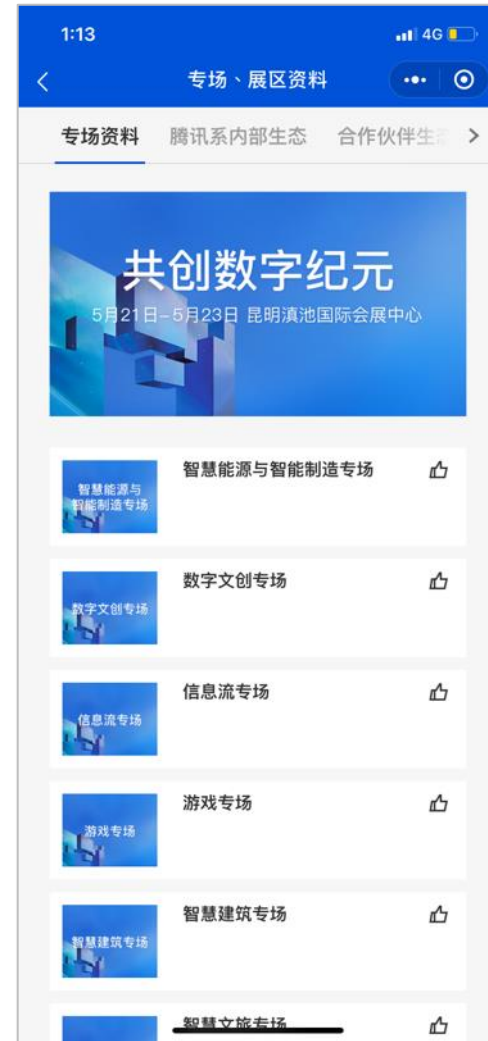 1:13
4G
专场、展区资料
专场资料
腾讯系内部生态
合作伙伴生
共创数字纪元
5月21日-5月23日 昆明滇池国际会展中心
智慧能源与
智能制造专场
智慧能源与智能制造专场
数字文创专场
数字文创专场
信息流专场
信息流专场
游戏专场
游戏专场
智慧建筑专场
智慧建筑专场
智慧文旅专场